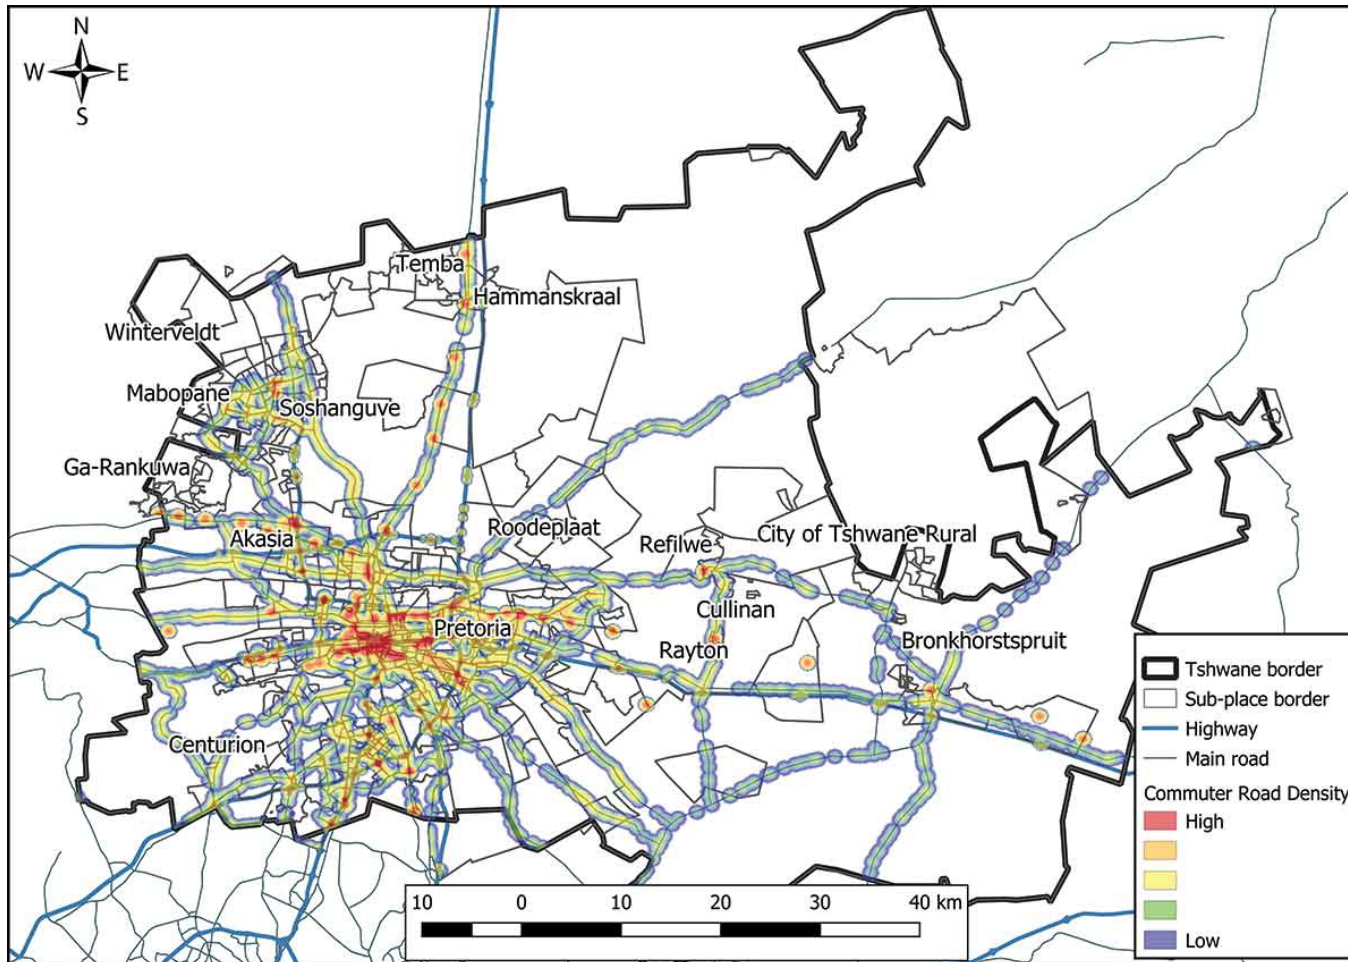 N
W E
S
Temba
Hammanskraal
Winterveldt
Mabopane
Soshanguve
Ga-Rankuwa
Akasia
Roodeplaat
Refilwe
City of Tshwane Rural
Cullinan
Pretoria
Rayton
Bronkhorstspruit
Centurion
Tshwane border
Sub-place border
Highway
Main road
Commuter Road Density
High
Low
10 0 10 20 30 40 km